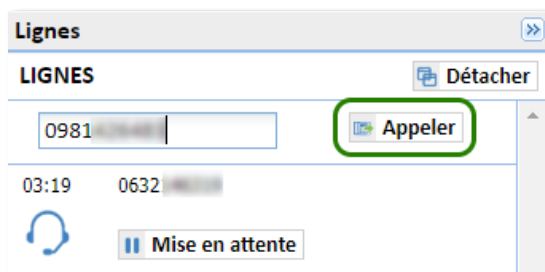 Lignes
LIGNES Détacher
0981 Appeler
03:19 0632
Mise en attente